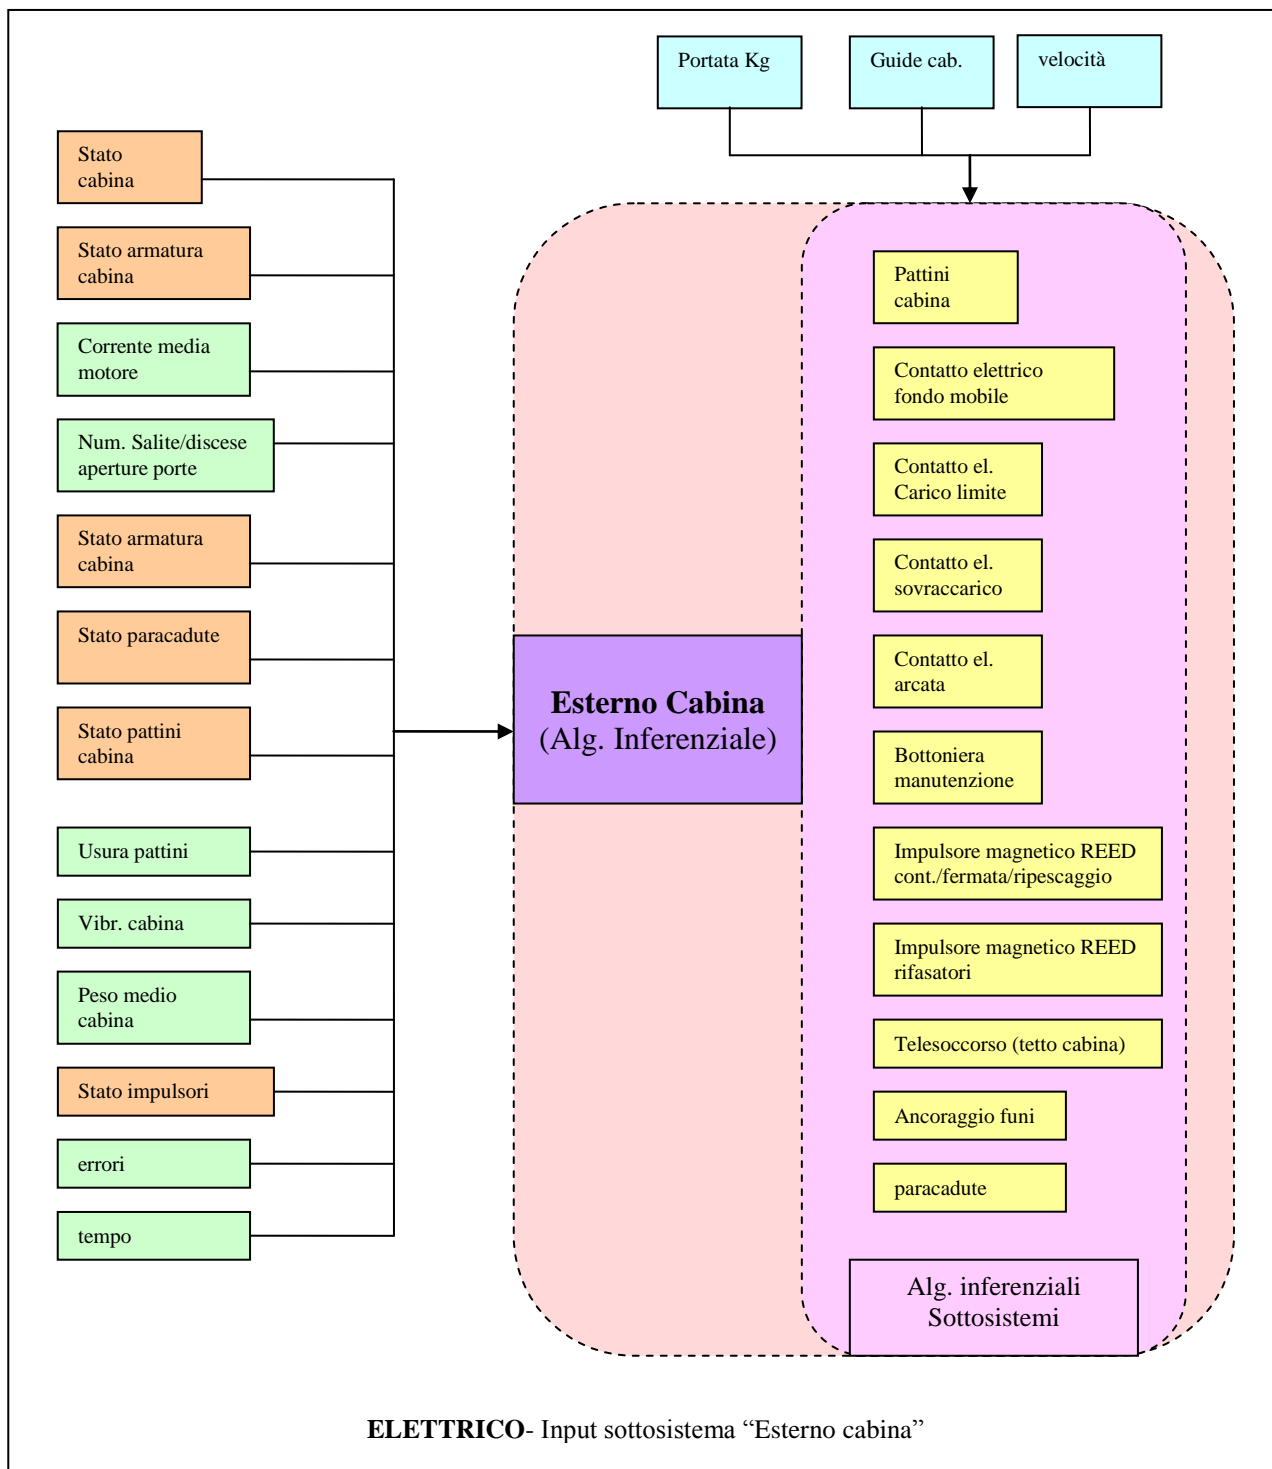 Portata Kg
Guide cab.
velocità
Stato
cabina
Stato armatura
cabina
Corrente media
motore
Num. Salite/discese
aperture porte
Stato armatura
cabina
Stato paracadute
Stato pattini
cabina
Usura pattini
Vibr. cabina
Peso medio
cabina
Stato impulsori
errori
tempo
Esterno Cabina
(Alg. Inferenziale)
Pattini
cabina
Contatto elettrico
fondo mobile
Contatto el.
Carico limite
Contatto el.
sovraccarico
Contatto el.
arcata
Bottoniera
manutenzione
Impulsore magnetico REED
cont./fermata/ripescaggio
Impulsore magnetico REED
rifasatori
Telesoccorso (tetto cabina)
Ancoraggio funi
paracadute
Alg. inferenziali
Sottosistemi
ELETTRICO- Input sottosistema “Esterno cabina”